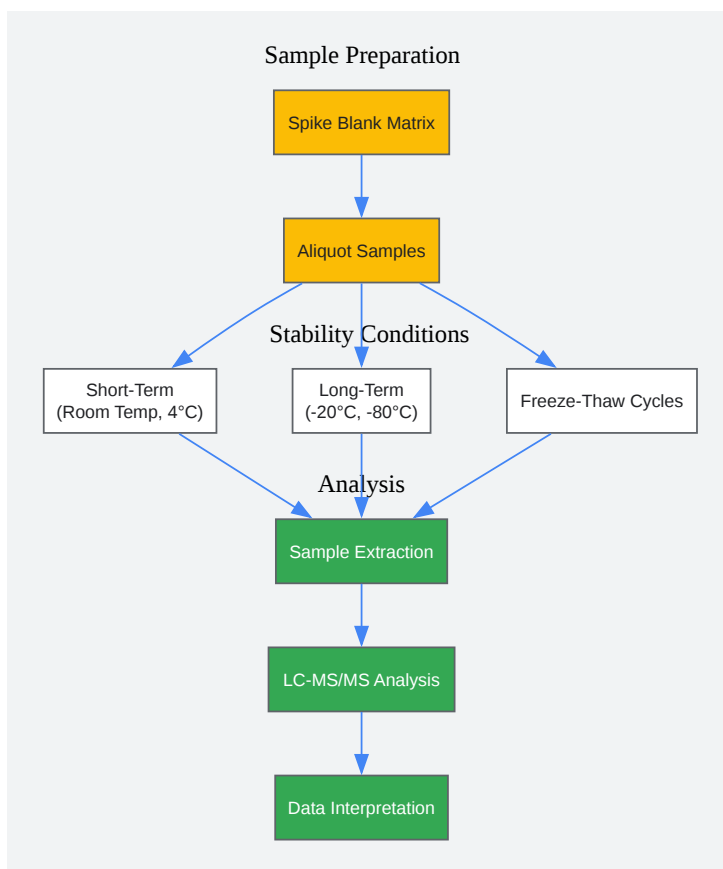 Sample Preparation
Spike Blank Matrix
Aliquot Samples
Stability Conditions
Short-Term
(Room Temp, 4°C)
Long-Term
(-20°C, -80°C)
Freeze-Thaw Cycles
Analysis
Sample Extraction
LC-MS/MS Analysis
Data Interpretation